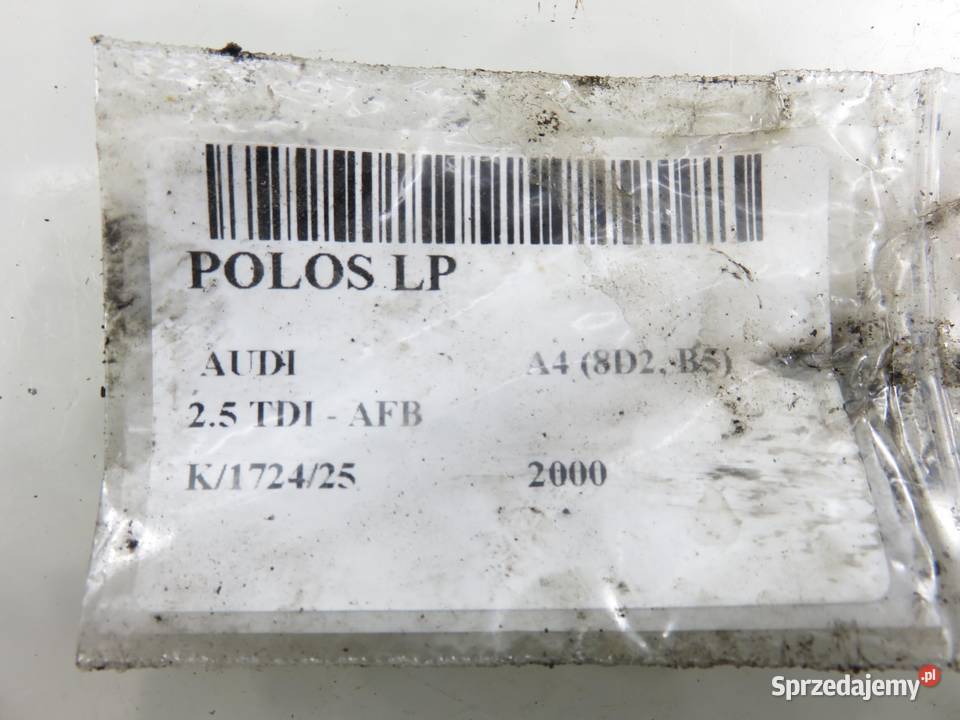 POLOS LP
AUDI A4 (8D2, B5)
2.5 TDI - AFB
K/1724/25 2000
Sprzedajemy.pl